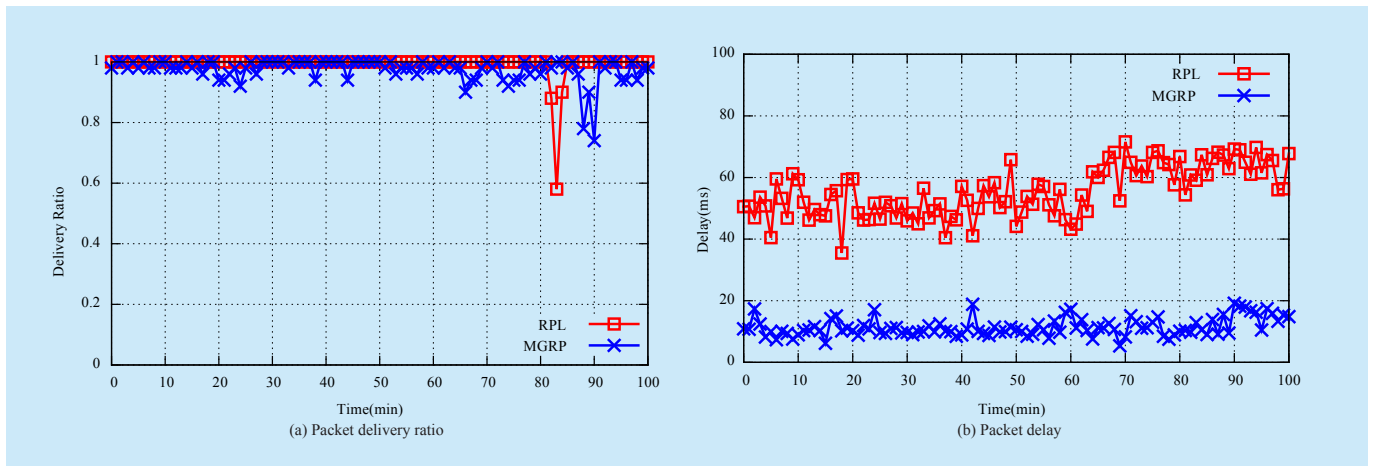 1
0.8
0.6
0.4
0.2
0
Delivery Ratio
RPL
MGRP
0 10 20 30 40 50 60 70 80 90 100
Time(min)
(a) Packet delivery ratio
100
80
60
40
20
0
Delay(ms)
RPL
MGRP
0 10 20 30 40 50 60 70 80 90 100
Time(min)
(b) Packet delay